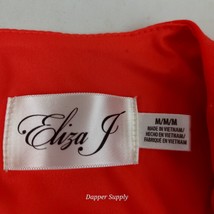 Eliza J
M/M/M
MADE IN VIETNAM/
HECHO EN VIETNAM/
FABRIQUÉ EN VIETNAM
Dapper Supply